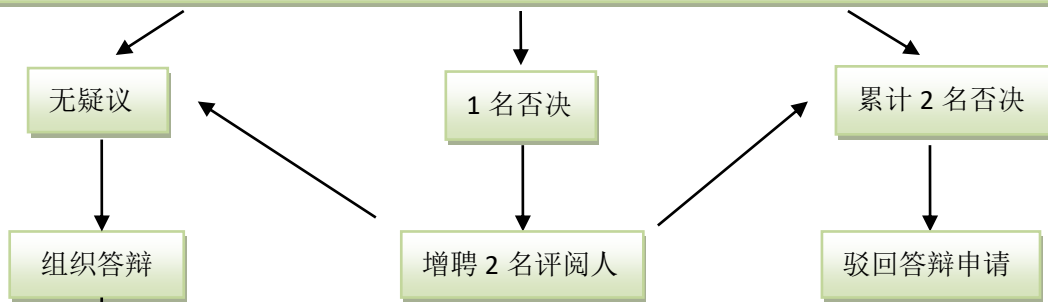 无疑议
1 名否决
累计 2 名否决
组织答辩
增聘 2 名评阅人
驳回答辩申请